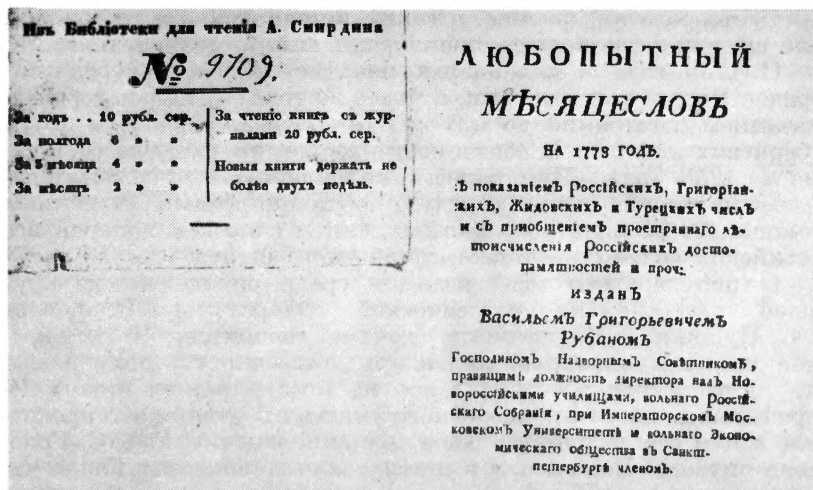 Изъ Библіотеки для чтенія А. Смирдина
№ 9709.
За годъ . . 10 рубл. сер.
За полгода 6 » »
За 3 мѣсяца 4 » »
За мѣсяцъ 2 » »
За чтеніе книгъ съ жур-
налами 20 рубл. сер.
Новыя книги держать не
болѣе двухъ недѣль.
ЛЮБОПЫТНЫЙ
МѢСЯЦЕСЛОВЪ
НА 1778 ГОДЪ.
Ъ показаніемъ Россійскихъ, Григоріан-
жихъ, Жидовскихъ и Турецкихъ числъ
и съ пріобщеніемъ пространнаго лѣ-
тоисчисленія Россійскихъ досто-
памятностей и проч:
ИЗДАНЪ
Васильемъ Григорьевичемъ
Рубаномъ
Господиномъ Надворнымъ Совѣтникомъ,
правящимъ должность директора надъ Но-
вороссійскими училищами, вольнаго Россій-
скаго Собранія, при Императорскомъ Мос-
ковскомъ Университетѣ и вольнаго Эконо-
мическаго общества въ Санкт-
петербургѣ членомъ.